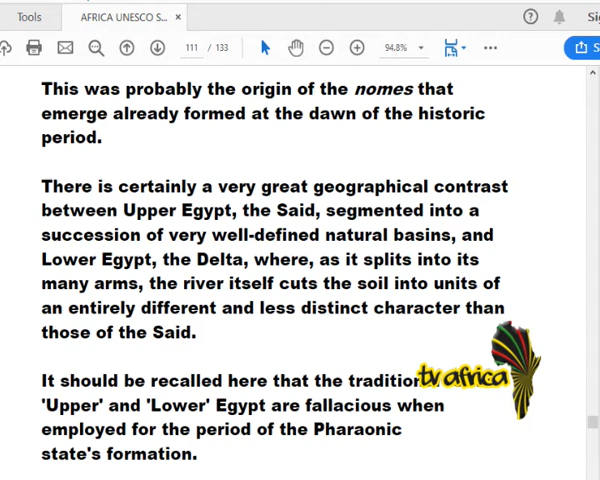 Tools
AFRICA UNESCO S... ×
111 / 133
94.8%
This was probably the origin of the nomes that
emerge already formed at the dawn of the historic
period.
There is certainly a very great geographical contrast
between Upper Egypt, the Said, segmented into a
succession of very well-defined natural basins, and
Lower Egypt, the Delta, where, as it splits into its
many arms, the river itself cuts the soil into units of
an entirely different and less distinct character than
those of the Said.
It should be recalled here that the tradition
tv africa
'Upper' and 'Lower' Egypt are fallacious when
employed for the period of the Pharaonic
state's formation.